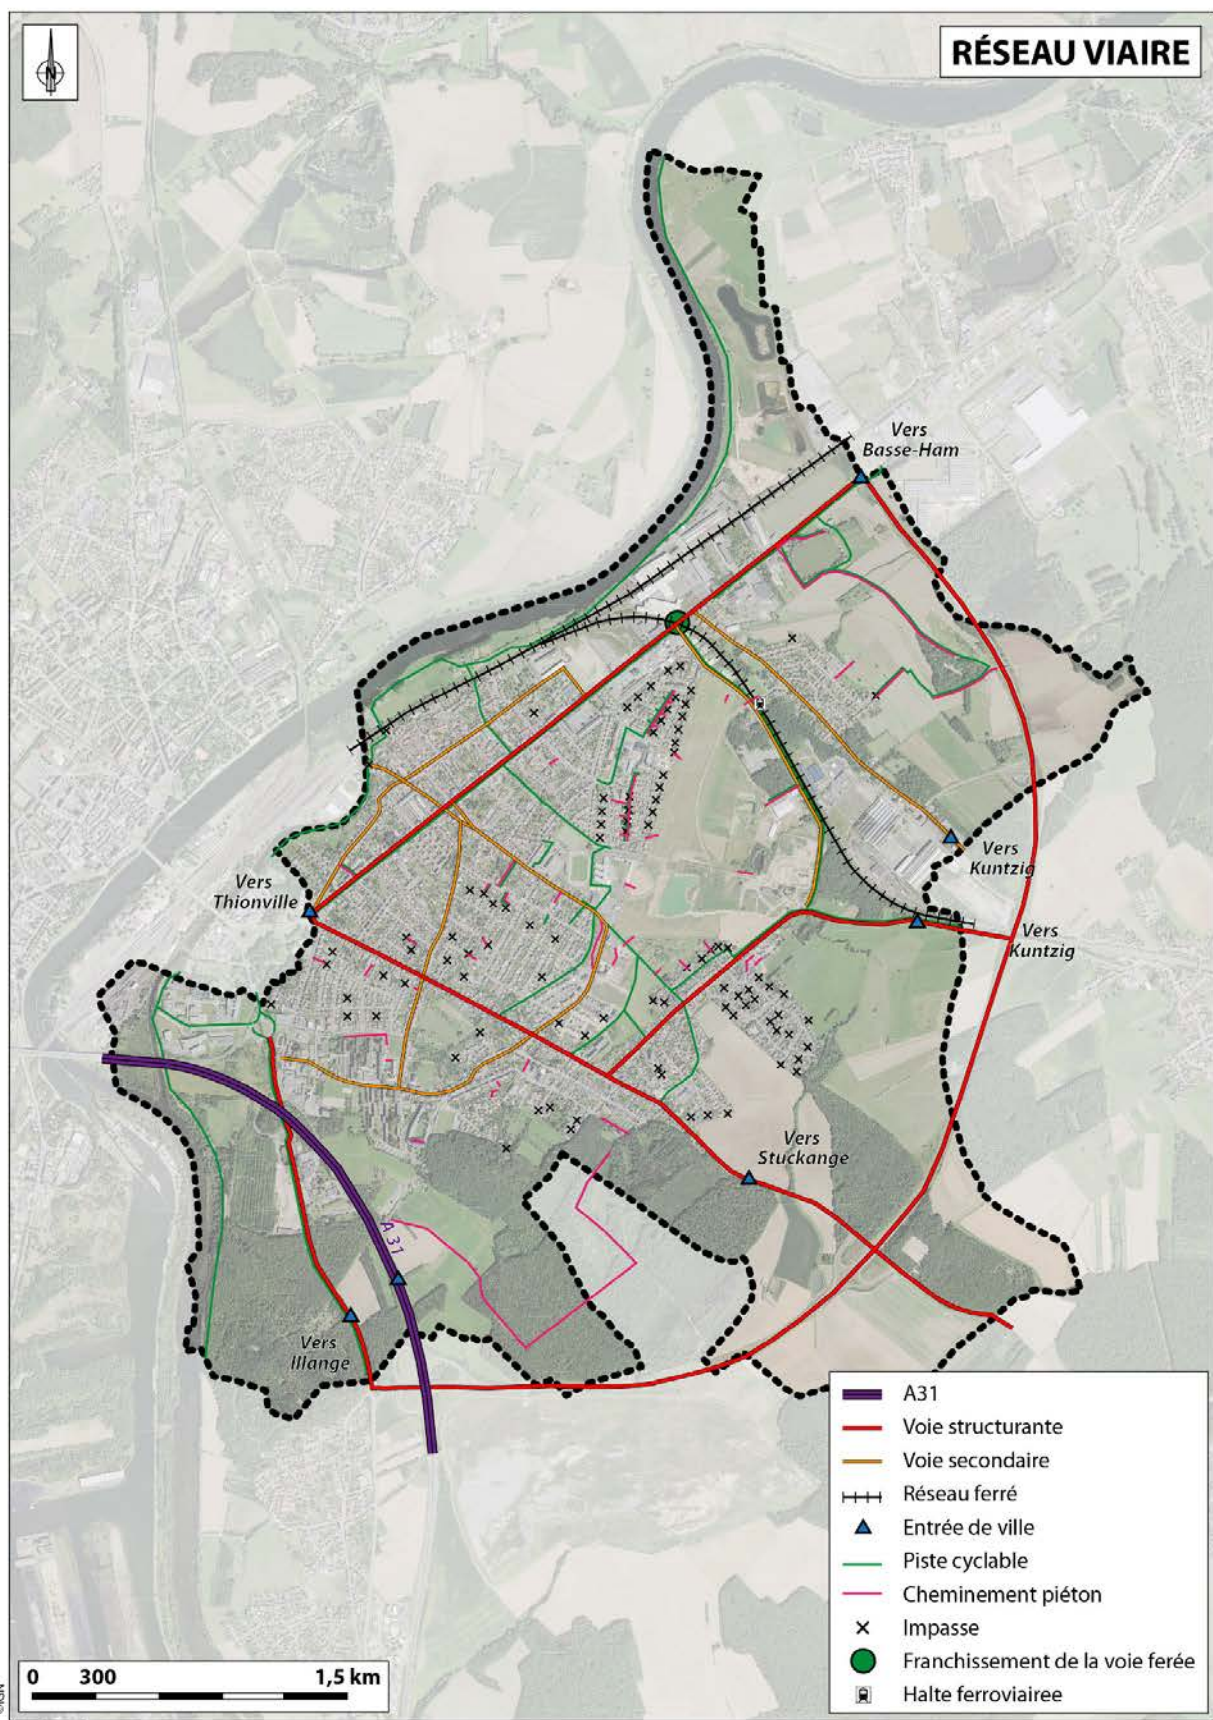 N
RÉSEAU VIAIRE
Vers
Basse-Ham
Vers
Kuntzig
Vers
Thionville
Vers
Kuntzig
Vers
Stuckange
A 31
Vers
Illange
A31
Voie structurante
Voie secondaire
Réseau ferré
Entrée de ville
Piste cyclable
Cheminement piéton
Impasse
Franchissement de la voie ferée
Halte ferroviairee
0 300 1,5 km